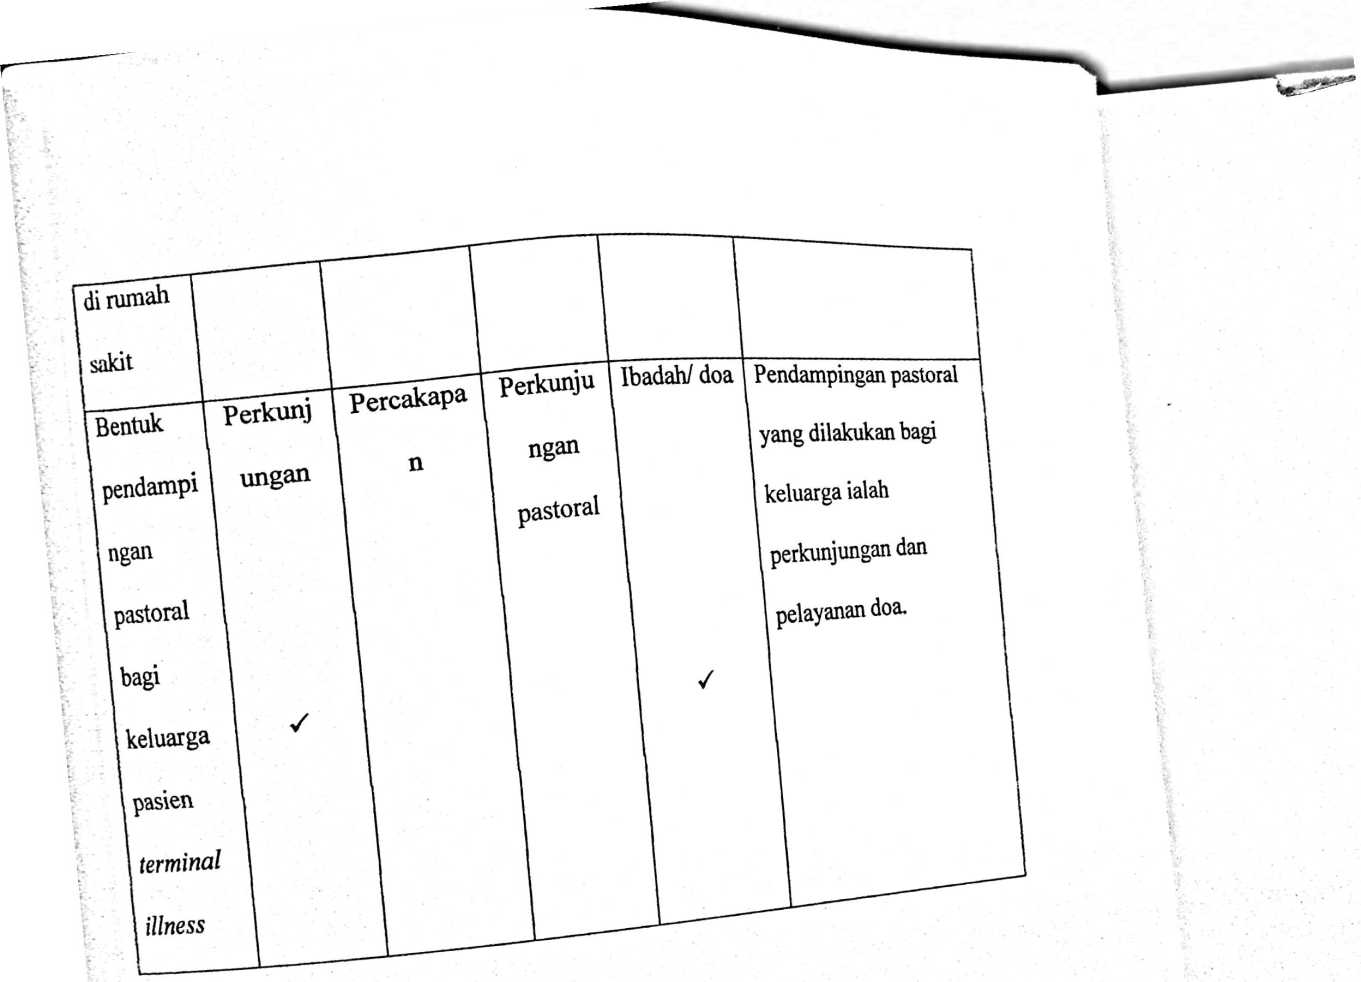 di rumah
sakit
Bentuk
pendampi
ngan
pastoral
bagi
keluarga
pasien
terminal
illness
Perkunj
ungan
✓
Percakapa
n
Perkunju
ngan
pastoral
Ibadah/ doa
✓
Pendampingan pastoral
yang dilakukan bagi
keluarga ialah
perkunjungan dan
pelayanan doa.